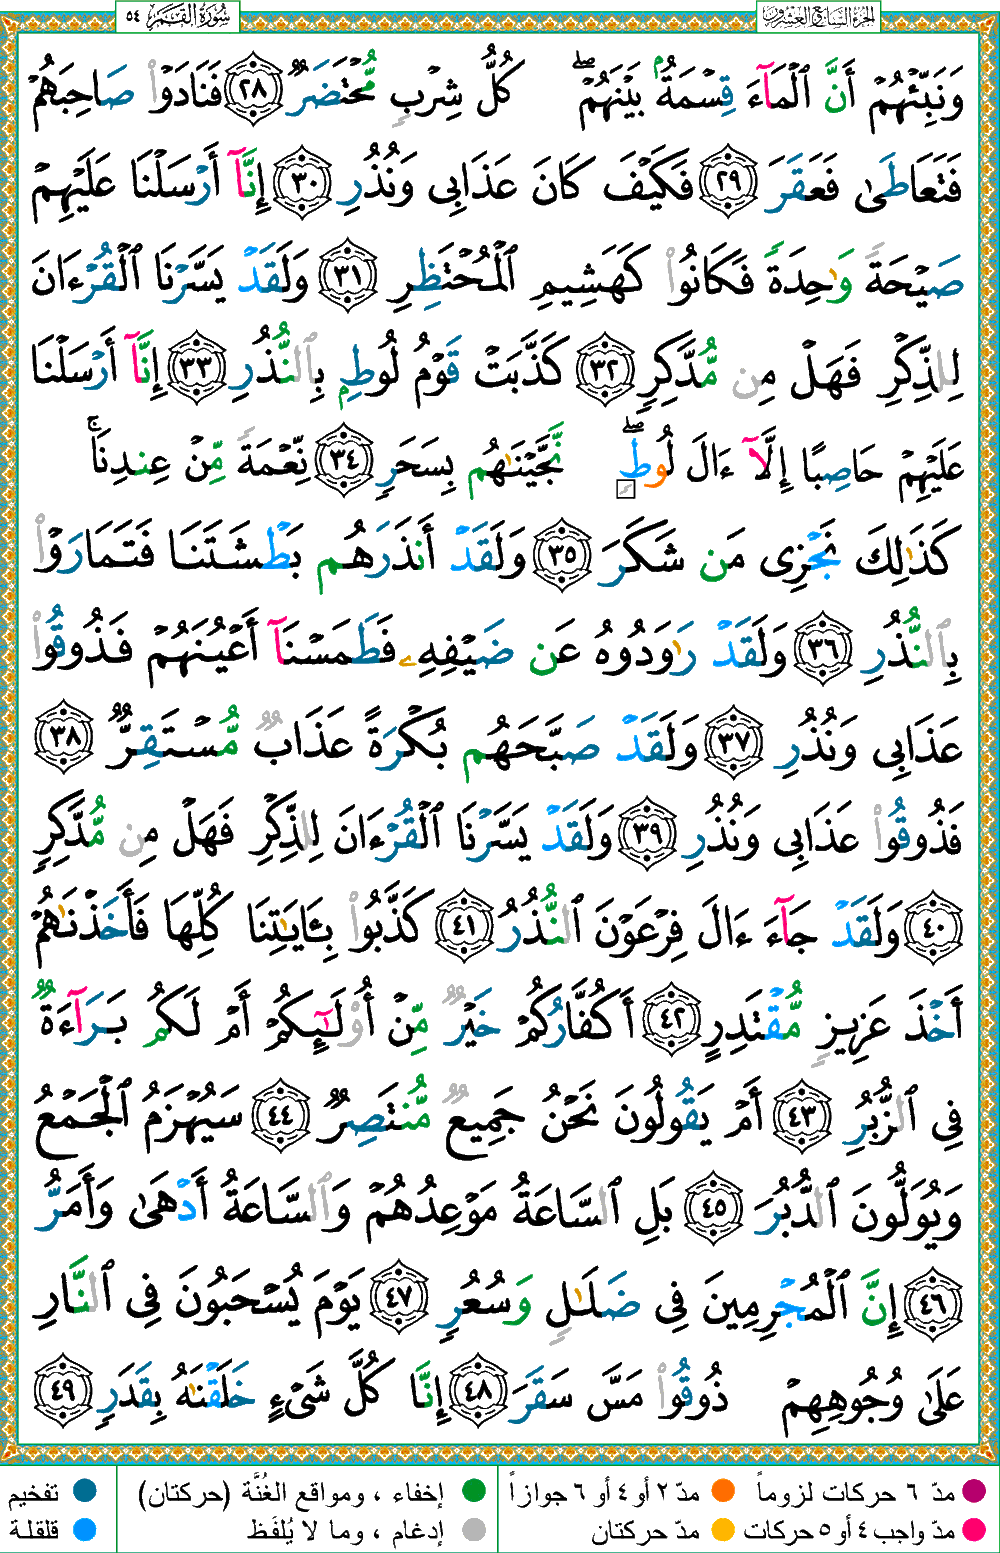 سُورَةُ القَمَر ٥٤
الجزء السابع والعشرون
وَنَبِّئۡهُمۡ أَنَّ ٱلۡمَآءَ قِسۡمَةُۢ بَيۡنَهُمۡۖ كُلُّ شِرۡبٖ مُّحۡتَضَرٞ ٢٨ فَنَادَوۡاْ صَاحِبَهُمۡ
فَتَعَاطَىٰ فَعَقَرَ ٢٩ فَكَيۡفَ كَانَ عَذَابِي وَنُذُرِ ٣٠ إِنَّآ أَرۡسَلۡنَا عَلَيۡهِمۡ
صَيۡحَةٗ وَٰحِدَةٗ فَكَانُواْ كَهَشِيمِ ٱلۡمُحۡتَظِرِ ٣١ وَلَقَدۡ يَسَّرۡنَا ٱلۡقُرۡءَانَ
لِلذِّكۡرِ فَهَلۡ مِن مُّدَّكِرٖ ٣٢ كَذَّبَتۡ قَوۡمُ لُوطِۭ بِٱلنُّذُرِ ٣٣ إِنَّآ أَرۡسَلۡنَا
عَلَيۡهِمۡ حَاصِبًا إِلَّآ ءَالَ لُوطٖۖ نَّجَّيۡنَٰهُم بِسَحَرٖ ٣٤ نِّعۡمَةٗ مِّنۡ عِندِنَاۚ
كَذَٰلِكَ نَجۡزِي مَن شَكَرَ ٣٥ وَلَقَدۡ أَنذَرَهُم بَطۡشَتَنَا فَتَمَارَوۡاْ
بِٱلنُّذُرِ ٣٦ وَلَقَدۡ رَٰوَدُوهُ عَن ضَيۡفِهِۦ فَطَمَسۡنَآ أَعۡيُنَهُمۡ فَذُوقُواْ
عَذَابِي وَنُذُرِ ٣٧ وَلَقَدۡ صَبَّحَهُم بُكۡرَةً عَذَابٞ مُّسۡتَقِرّٞ ٣٨
فَذُوقُواْ عَذَابِي وَنُذُرِ ٣٩ وَلَقَدۡ يَسَّرۡنَا ٱلۡقُرۡءَانَ لِلذِّكۡرِ فَهَلۡ مِن مُّدَّكِرٖ
٤٠ وَلَقَدۡ جَآءَ ءَالَ فِرۡعَوۡنَ ٱلنُّذُرُ ٤١ كَذَّبُواْ بِـَٔايَٰتِنَا كُلِّهَا فَأَخَذۡنَٰهُمۡ
أَخۡذَ عَزِيزٖ مُّقۡتَدِرٍ ٤٢ أَكُفَّارُكُمۡ خَيۡرٞ مِّنۡ أُوْلَٰٓئِكُمۡ أَمۡ لَكُم بَرَآءَةٞ
فِي ٱلزُّبُرِ ٤٣ أَمۡ يَقُولُونَ نَحۡنُ جَمِيعٞ مُّنتَصِرٞ ٤٤ سَيُهۡزَمُ ٱلۡجَمۡعُ
وَيُوَلُّونَ ٱلدُّبُرَ ٤٥ بَلِ ٱلسَّاعَةُ مَوۡعِدُهُمۡ وَٱلسَّاعَةُ أَدۡهَىٰ وَأَمَرُّ
٤٦ إِنَّ ٱلۡمُجۡرِمِينَ فِي ضَلَٰلٖ وَسُعُرٖ ٤٧ يَوۡمَ يُسۡحَبُونَ فِي ٱلنَّارِ
عَلَىٰ وُجُوهِهِمۡ ذُوقُواْ مَسَّ سَقَرَ ٤٨ إِنَّا كُلَّ شَيۡءٍ خَلَقۡنَٰهُ بِقَدَرٖ ٤٩
مدّ ٦ حركات لزوماً مدّ ٢ أو ٤ أو ٦ جوازاً إخفاء ، ومواقع الغُنَّة (حركتان) تفخيم
مدّ واجب ٤ أو ٥ حركات مدّ حركتان إدغام ، وما لا يُلفَظ قلقلة